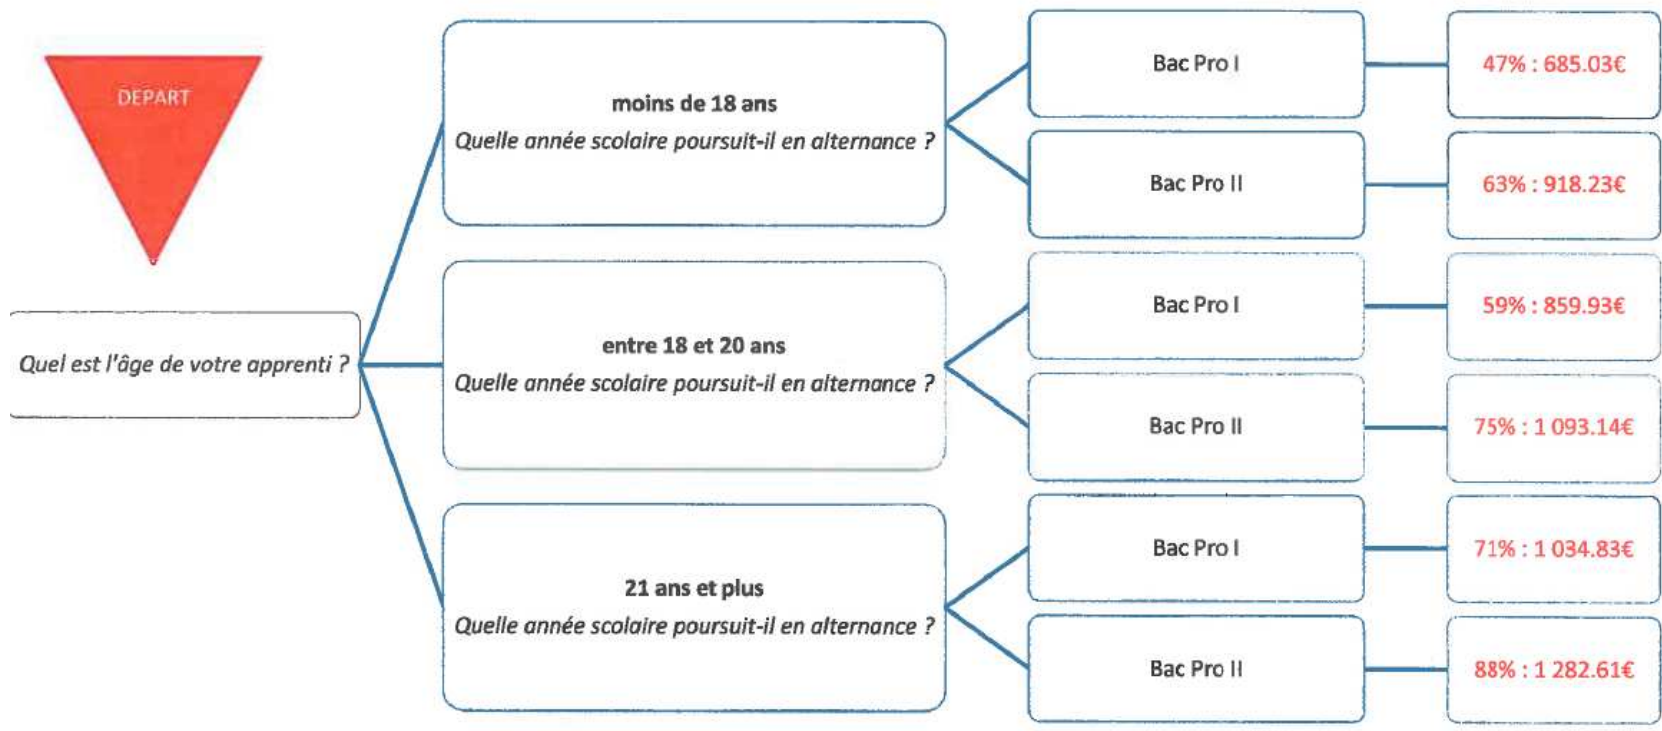 DEPART
Quel est l'âge de votre apprenti ?
moins de 18 ans
Quelle année scolaire poursuit-il en alternance ?
Bac Pro I
47% : 685.03€
Bac Pro II
63% : 918.23€
entre 18 et 20 ans
Quelle année scolaire poursuit-il en alternance ?
Bac Pro I
59% : 859.93€
Bac Pro II
75% : 1 093.14€
21 ans et plus
Quelle année scolaire poursuit-il en alternance ?
Bac Pro I
71% : 1 034.83€
Bac Pro II
88% : 1 282.61€